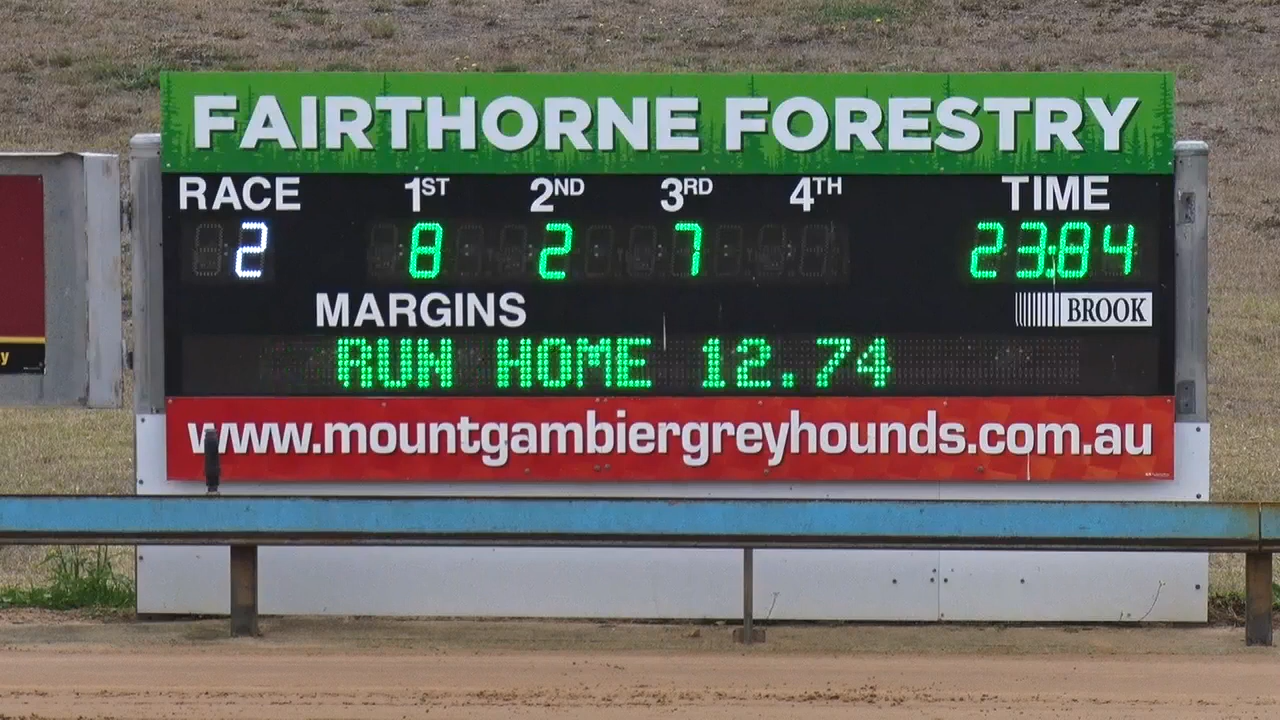 FAIRTHORNE FORESTRY
RACE 1ST 2ND 3RD 4TH TIME
2 8 2 7 23:84
MARGINS
BROOK
RUN HOME 12.74
www.mountgambiergreyhounds.com.au
y